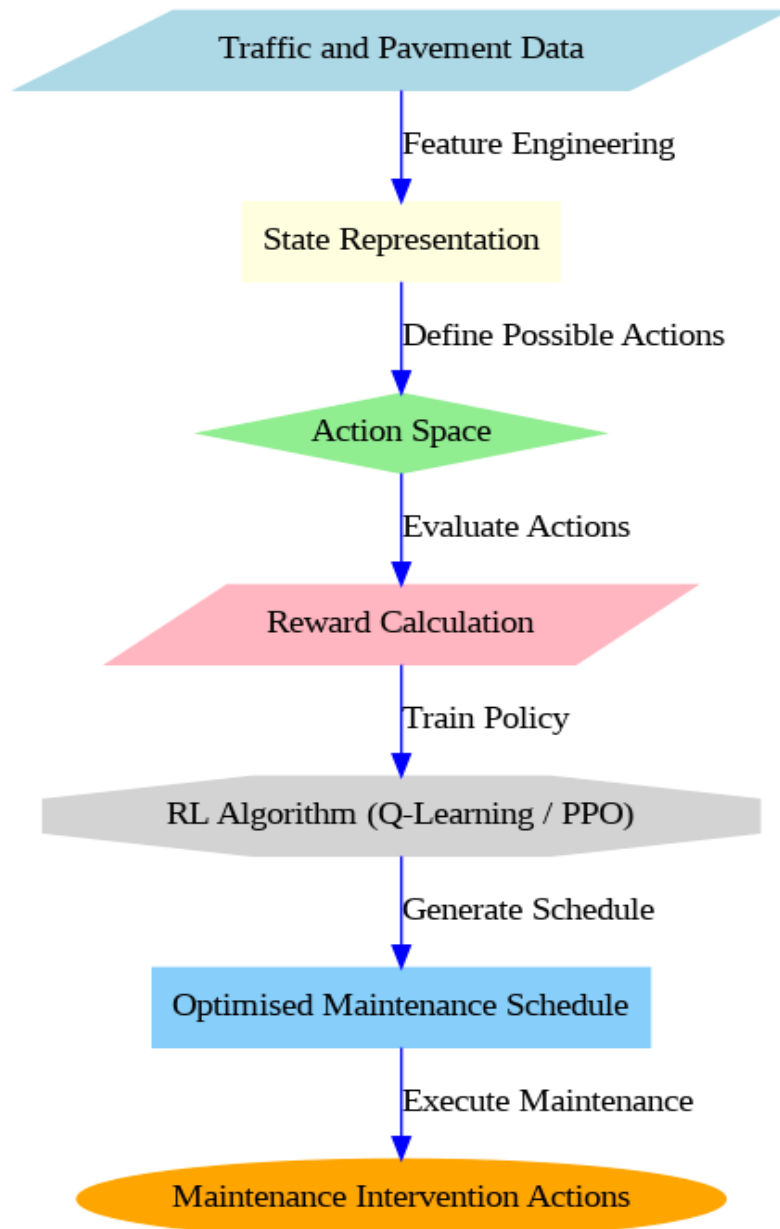 Traffic and Pavement Data
Feature Engineering
State Representation
Define Possible Actions
Action Space
Evaluate Actions
Reward Calculation
Train Policy
RL Algorithm (Q-Learning / PPO)
Generate Schedule
Optimised Maintenance Schedule
Execute Maintenance
Maintenance Intervention Actions